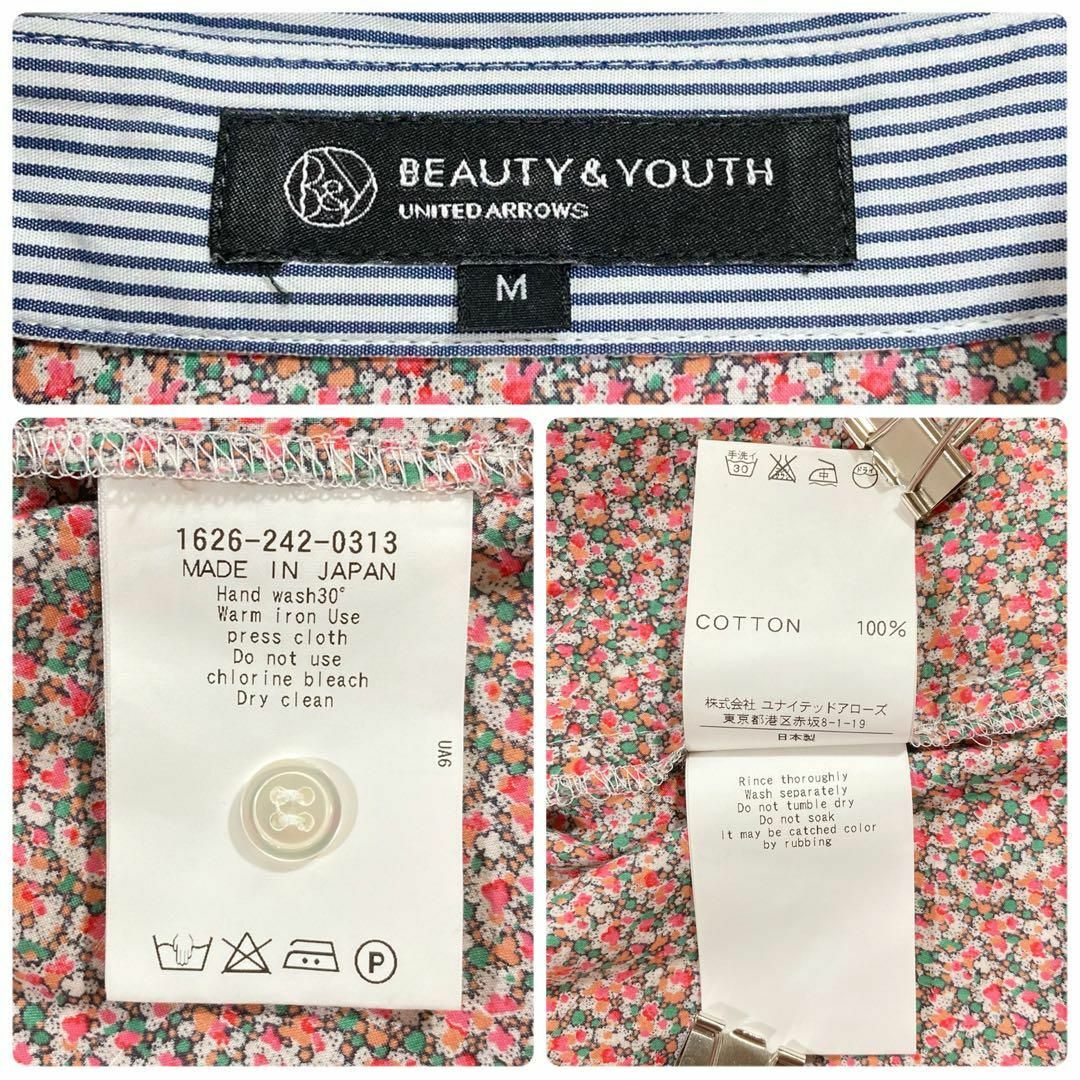 B&Y
BEAUTY & YOUTH
UNITED ARROWS
M
1626-242-0313
MADE IN JAPAN
Hand wash30°
Warm iron Use
press cloth
Do not use
chlorine bleach
Dry clean
UA6
P
手洗イ
30
中
ドライ
COTTON 100%
株式会社 ユナイテッドアローズ
東京都港区赤坂8-1-19
日本製
Rince thoroughly
Wash separately
Do not tumble dry
Do not soak
It may be catched color
by rubbing